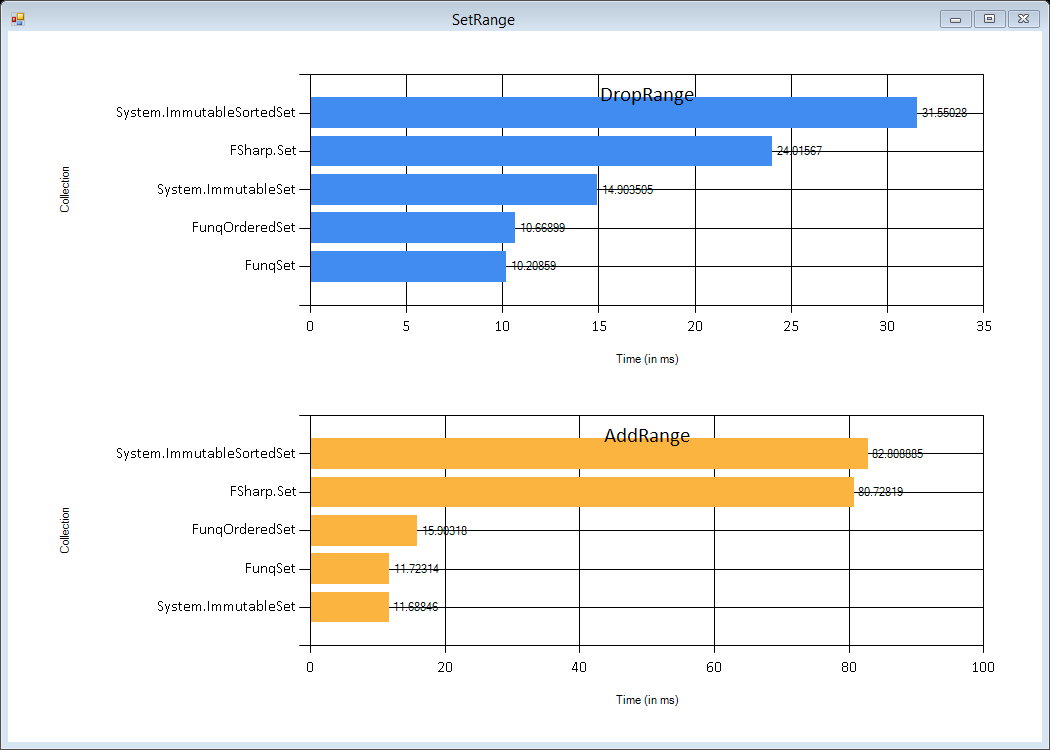 SetRange
DropRange
System.ImmutableSortedSet 31.55028
FSharp.Set 24.01567
System.ImmutableSet 14.903505
FunqOrderedSet 10.66899
FunqSet 10.20859
Collection
0 5 10 15 20 25 30 35
Time (in ms)
AddRange
System.ImmutableSortedSet 82.808885
FSharp.Set 80.72819
FunqOrderedSet 15.90318
FunqSet 11.72314
System.ImmutableSet 11.68846
Collection
0 20 40 60 80 100
Time (in ms)